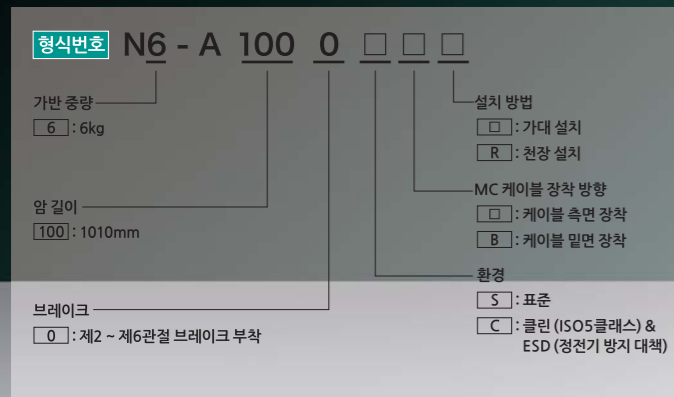 형식번호 N6 - A 100 0 □ □ □
가반 중량
6 : 6kg
암 길이
100 : 1010mm
브레이크
0 : 제2 ~ 제6관절 브레이크 부착
설치 방법
□ : 가대 설치
R : 천장 설치
MC 케이블 장착 방향
□ : 케이블 측면 장착
B : 케이블 밑면 장착
환경
S : 표준
C : 클린 (ISO5클래스) &
ESD (정전기 방지 대책)